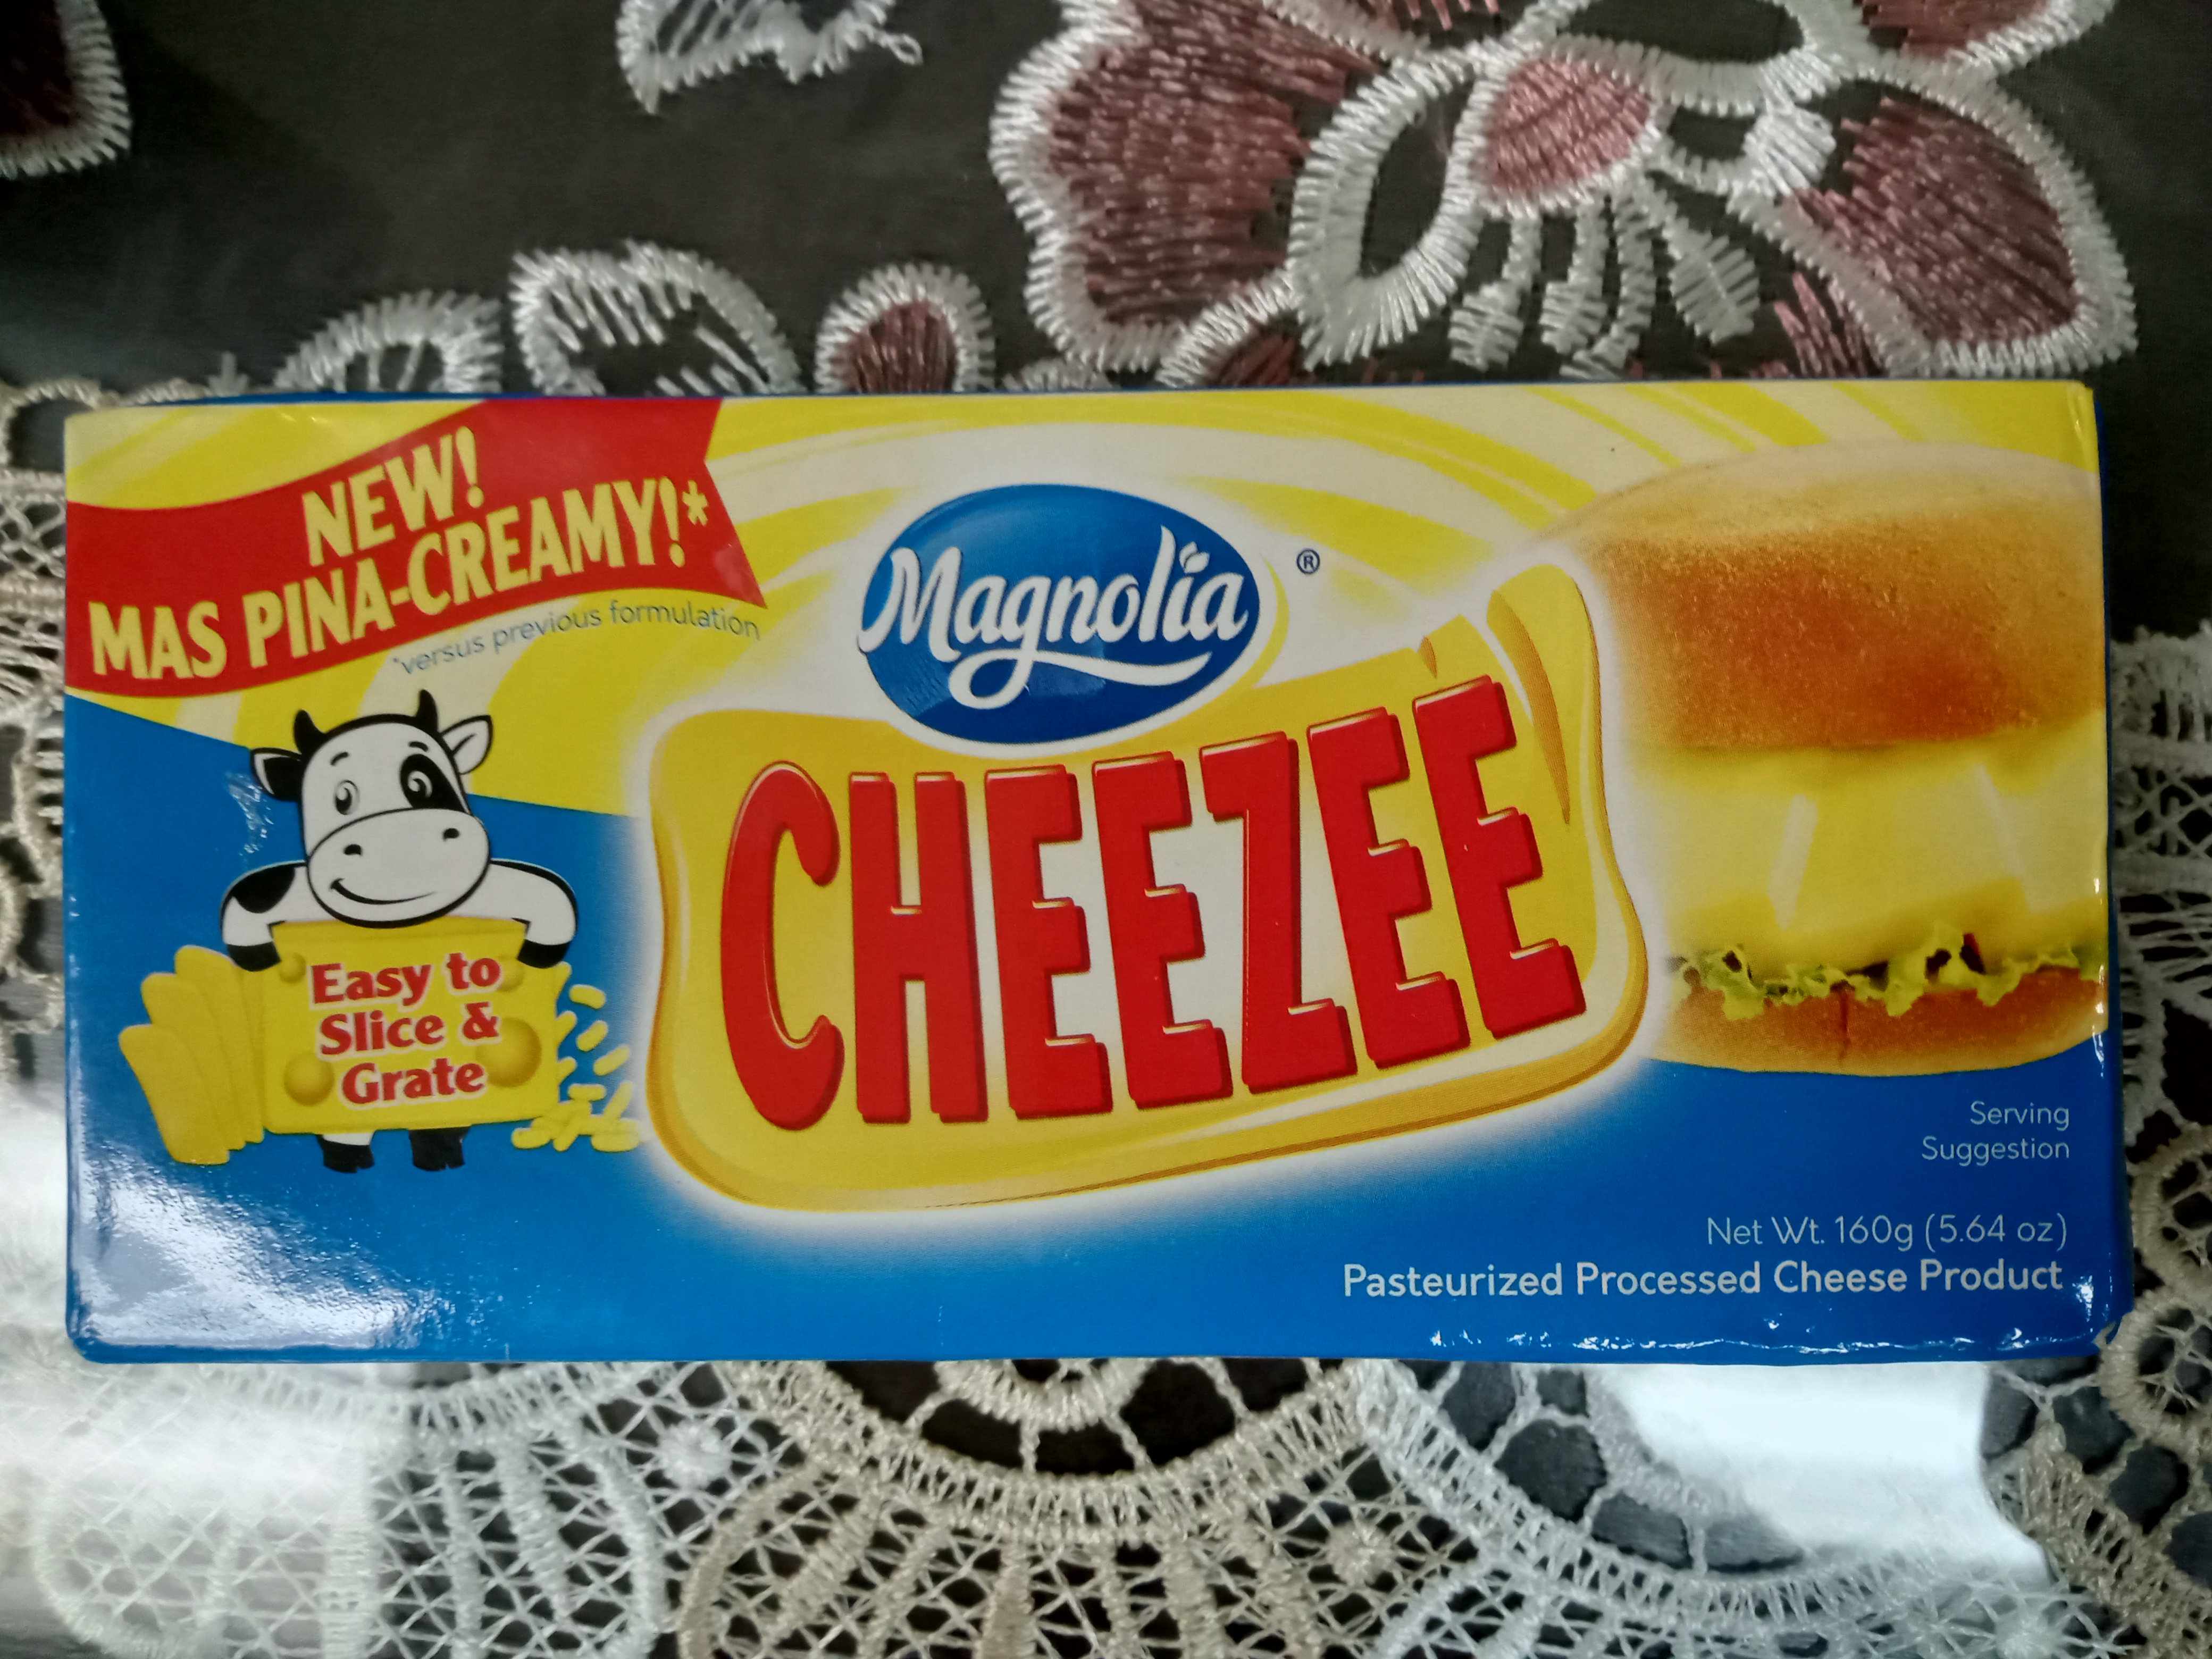 NEW!
MAS PINA-CREAMY!*
*versus previous formulation
Magnolia ®
CHEEZEE
Easy to
Slice &
Grate
Serving
Suggestion
Net Wt. 160g (5.64 oz)
Pasteurized Processed Cheese Product